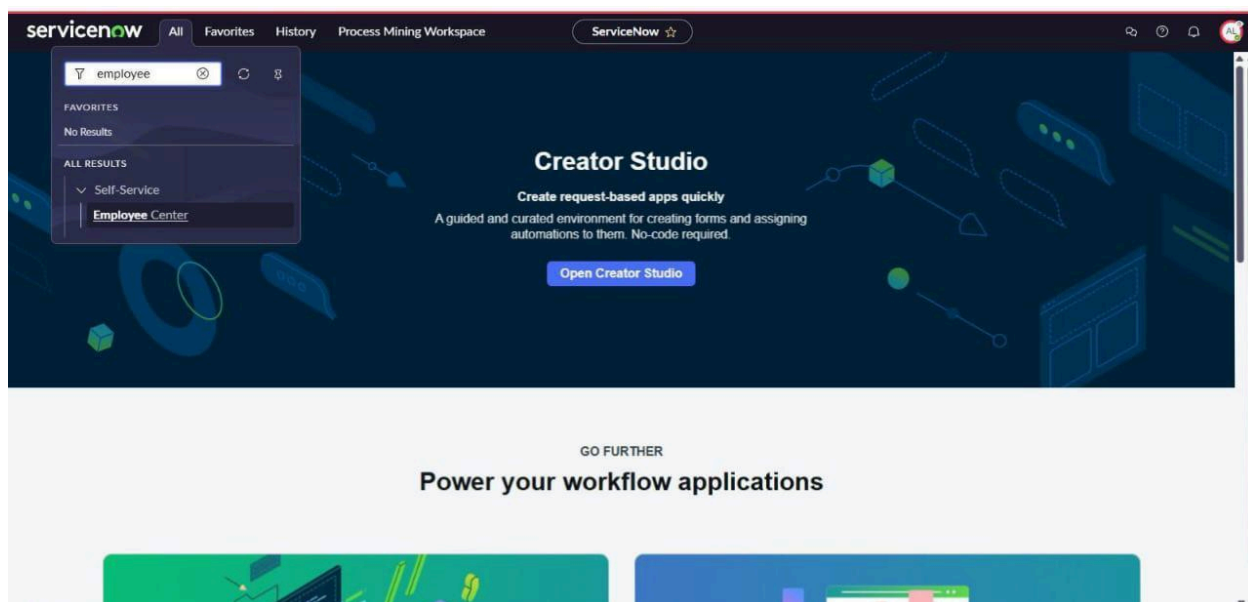 servicenow All Favorites History Process Mining Workspace ServiceNow AL
employee
FAVORITES
No Results
ALL RESULTS
Self-Service
Employee Center
Creator Studio
Create request-based apps quickly
A guided and curated environment for creating forms and assigning
automations to them. No-code required.
Open Creator Studio
GO FURTHER
Power your workflow applications